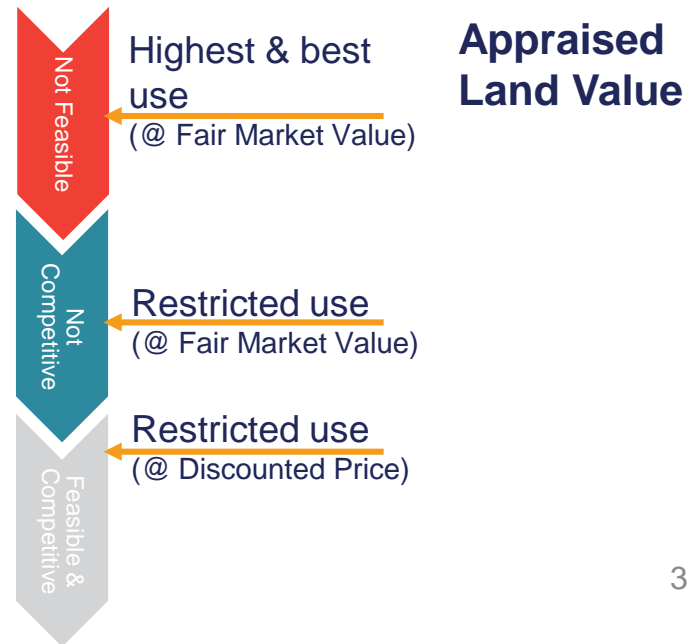 Appraised
Land Value
Not Feasible
Highest & best
use
(@ Fair Market Value)
Not
Competitive
Restricted use
(@ Fair Market Value)
Restricted use
(@ Discounted Price)
Feasible &
Competitive
3